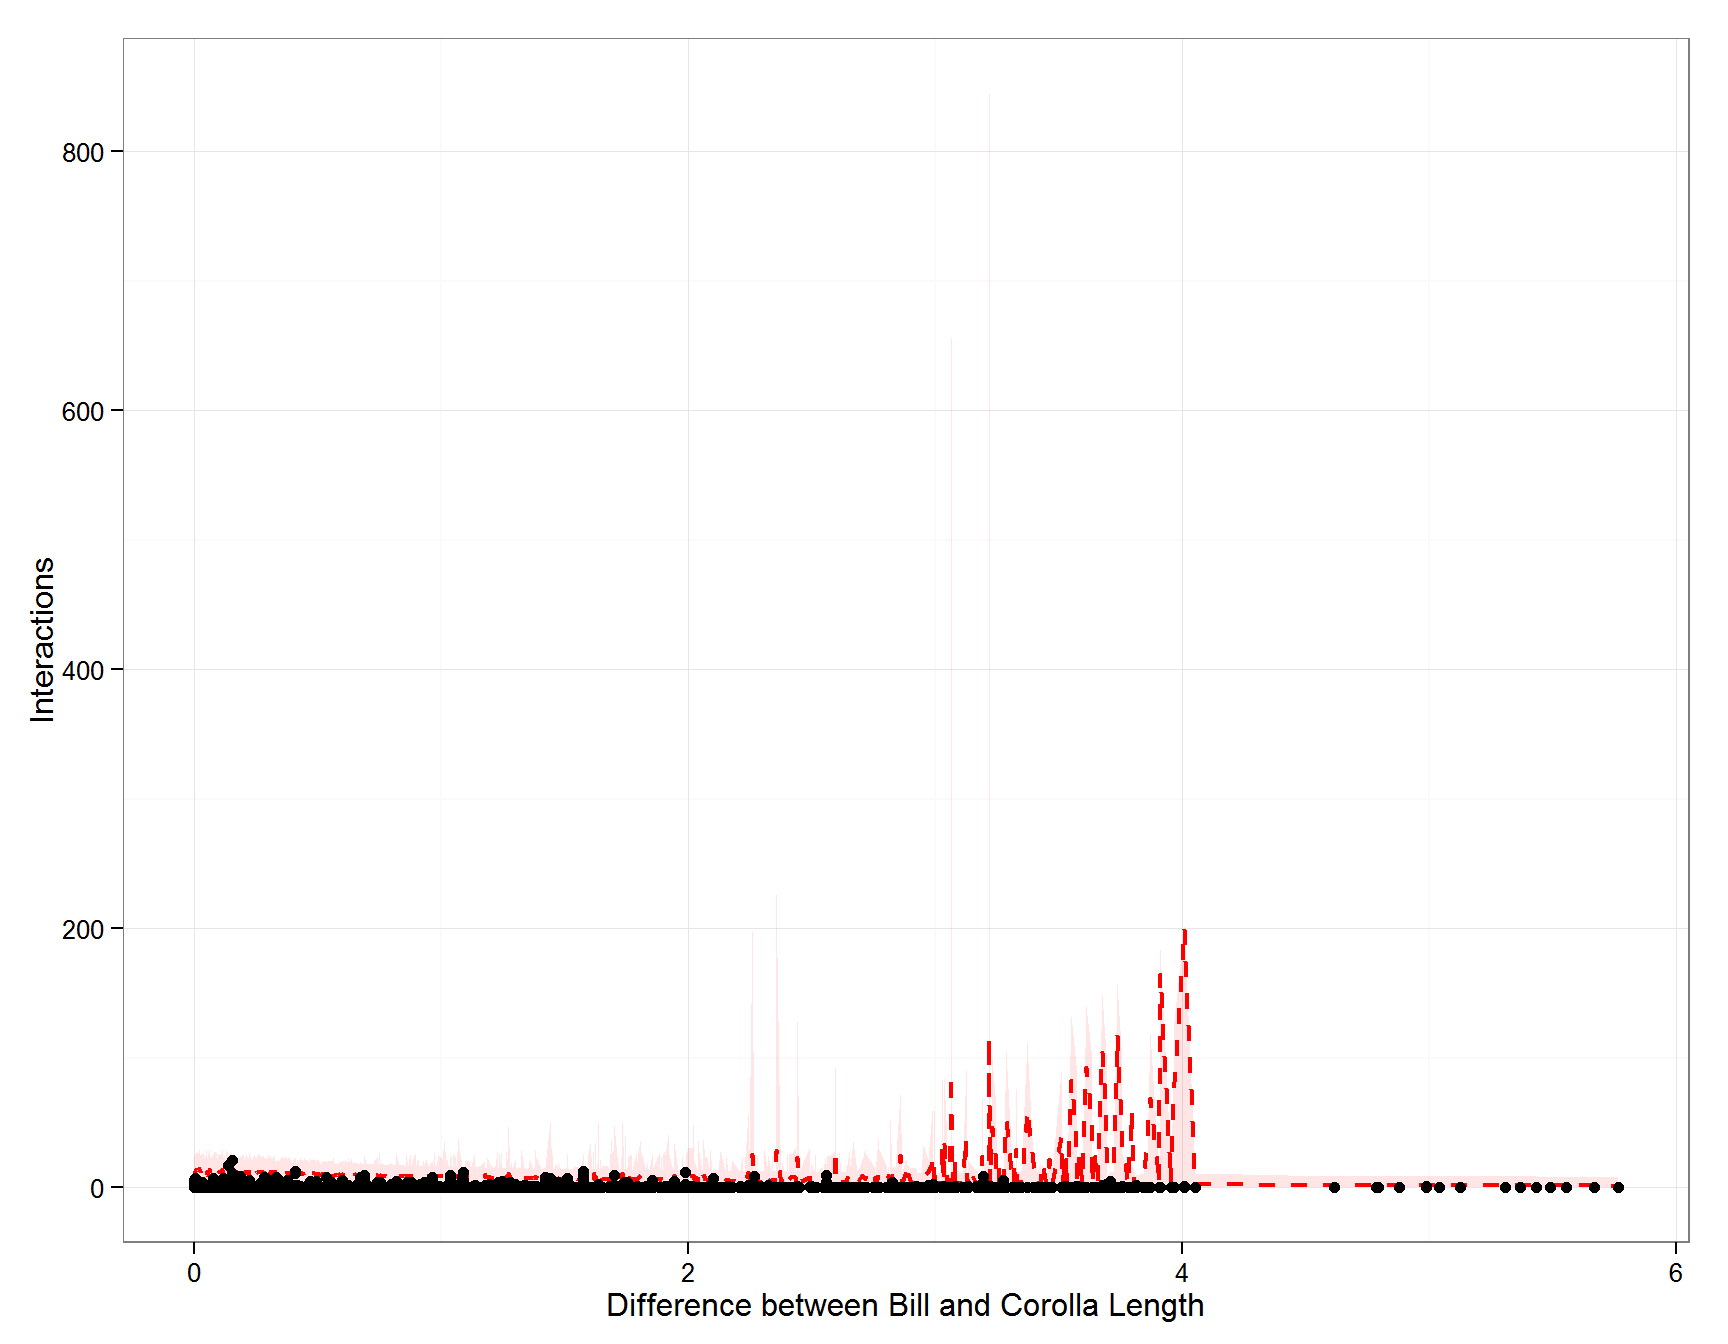 800
600
400
200
0
Interactions
0 2 4 6
Difference between Bill and Corolla Length